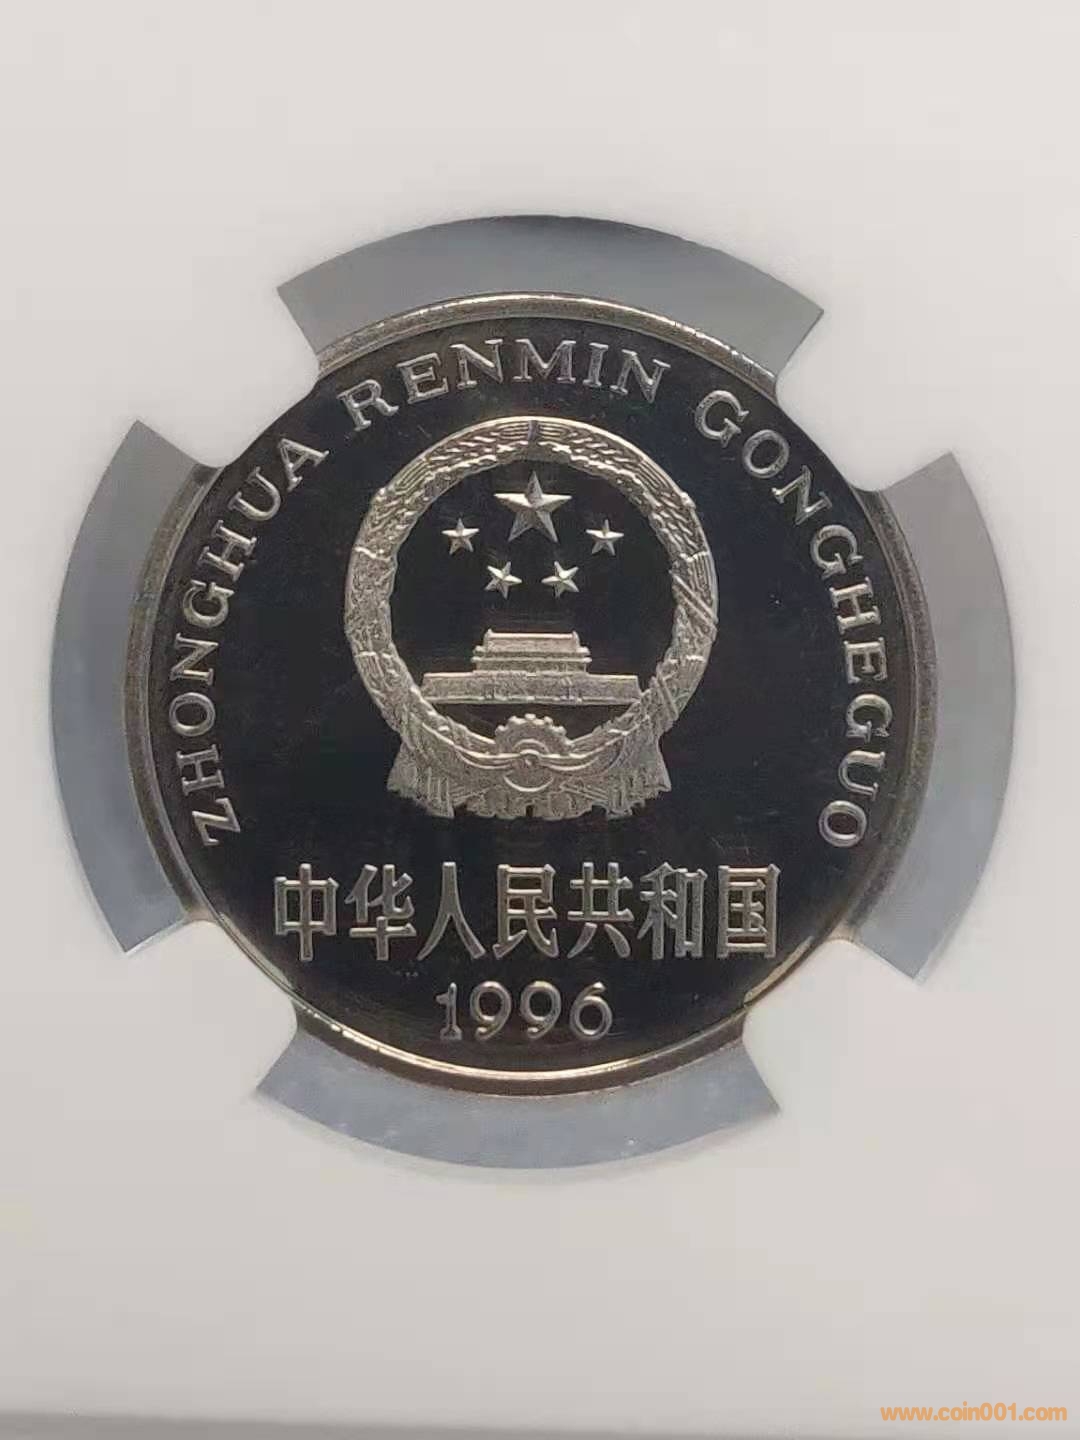 ZHONGHUA RENMIN GONGHEGUO
中华人民共和国
1996
www.coin001.com